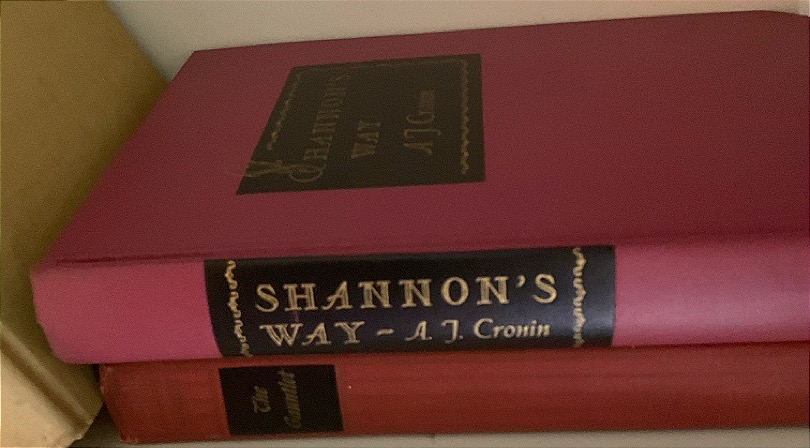 SHANNON'S
WAY
A J Cronin
SHANNON'S
WAY - A. J. Cronin
The
Gauntlet